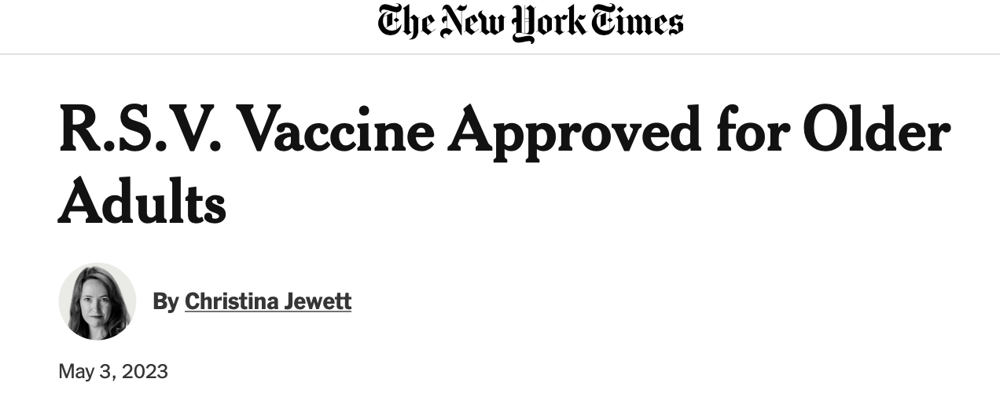 The New York Times
R.S.V. Vaccine Approved for Older
Adults
By Christina Jewett
May 3, 2023